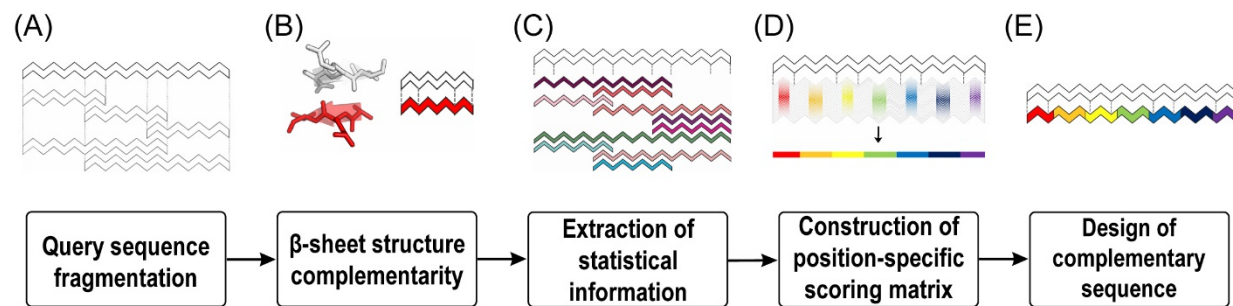 (A)
(B)
(C)
(D)
(E)
Query sequence
fragmentation
β-sheet structure
complementarity
Extraction of
statistical
information
Construction of
position-specific
scoring matrix
Design of
complementary
sequence